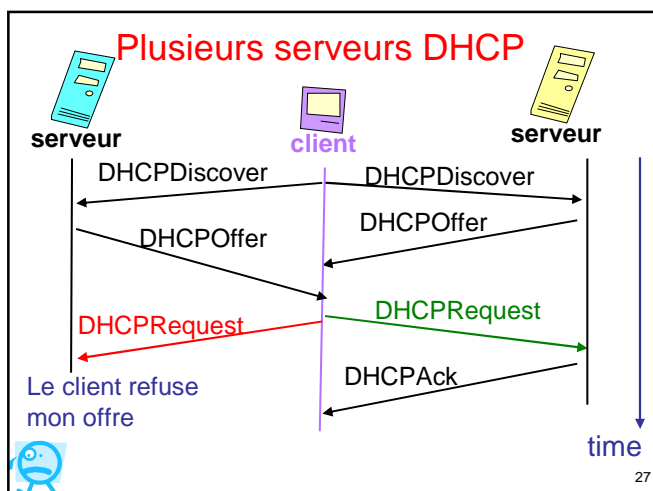 Plusieurs serveurs DHCP
serveur
client
serveur
DHCPDiscover
DHCPDiscover
DHCPOffer
DHCPOffer
DHCPRequest
DHCPRequest
DHCPAck
Le client refuse
mon offre
time
27